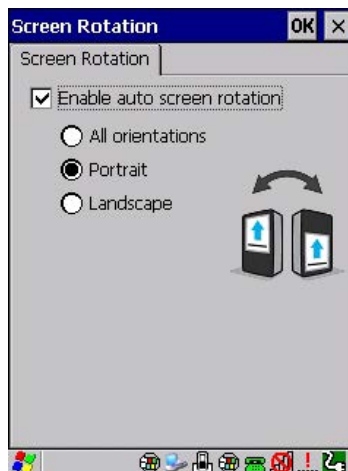 Screen Rotation OK ×
Screen Rotation
Enable auto screen rotation
All orientations
Portrait
Landscape